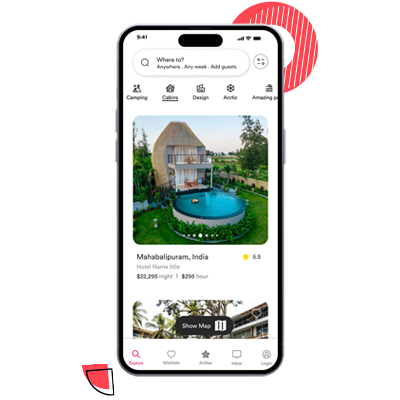 9:41
Where to?
Anywhere . Any week . Add guests
Camping
Cabins
Design
Arctic
Amazing po
Mahabalipuram, India
5.5
Hotel Name title
$22,295 night | $295 hour
Show Map
Explore
Wishlists
AirStar
Inbox
Login